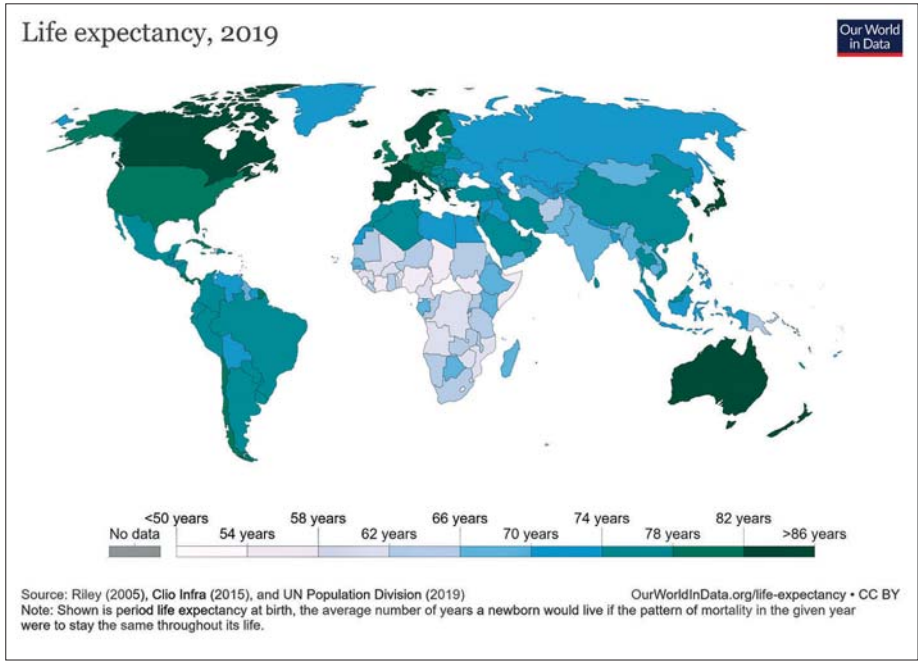 Life expectancy, 2019
Our World
in Data
No data
<50 years
54 years
58 years
62 years
66 years
70 years
74 years
78 years
82 years
>86 years
Source: Riley (2005), Clio Infra (2015), and UN Population Division (2019)
OurWorldInData.org/life-expectancy • CC BY
Note: Shown is period life expectancy at birth, the average number of years a newborn would live if the pattern of mortality in the given year
were to stay the same throughout its life.